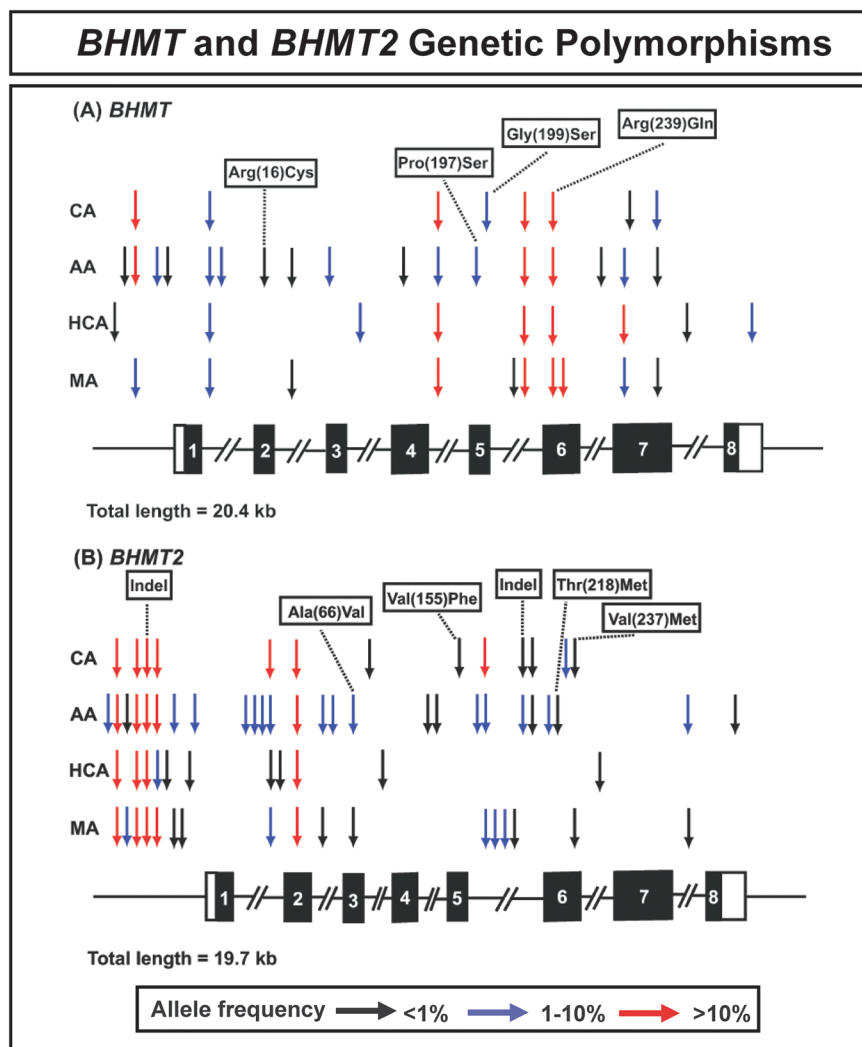 BHMT and BHMT2 Genetic Polymorphisms
(A) BHMT
Arg(16)Cys
Pro(197)Ser
Gly(199)Ser
Arg(239)Gln
CA
AA
HCA
MA
1 2 3 4 5 6 7 8
Total length = 20.4 kb
(B) BHMT2
Indel
Ala(66)Val
Val(155)Phe
Indel
Thr(218)Met
Val(237)Met
CA
AA
HCA
MA
1 2 3 4 5 6 7 8
Total length = 19.7 kb
Allele frequency <1% 1-10% >10%